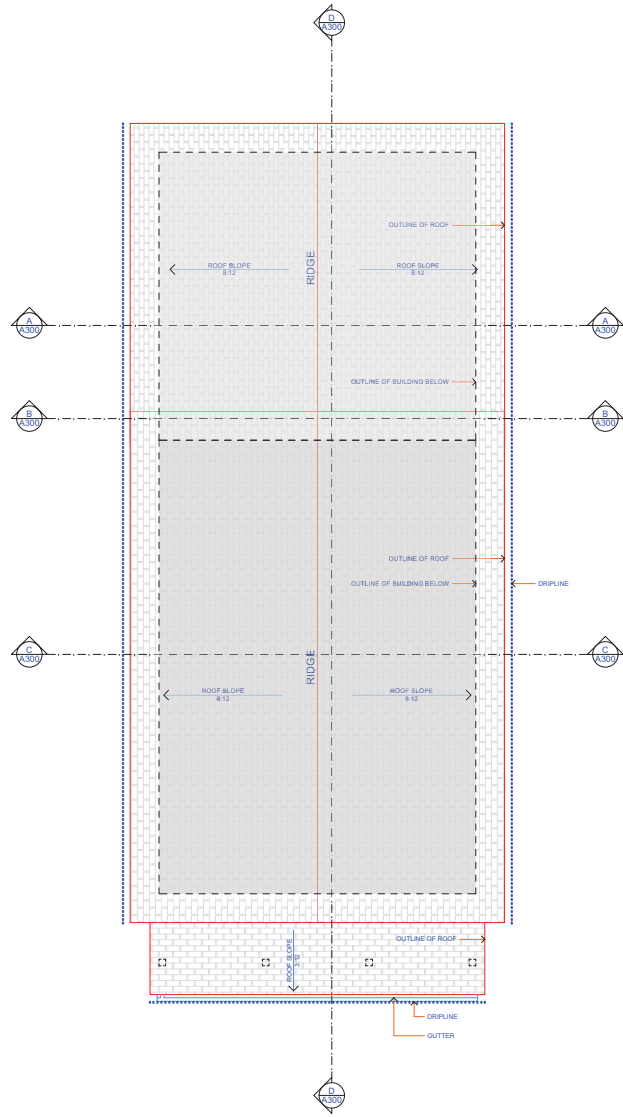 D
A300
OUTLINE OF ROOF
RIDGE
ROOF SLOPE
8:12
ROOF SLOPE
8:12
A
A300
A
A300
OUTLINE OF BUILDING BELOW
B
A300
B
A300
OUTLINE OF ROOF
OUTLINE OF BUILDING BELOW
DRIPLINE
C
A300
C
A300
RIDGE
ROOF SLOPE
8:12
ROOF SLOPE
8:12
OUTLINE OF ROOF
ROOF SLOPE
DRIPLINE
GUTTER
D
A300